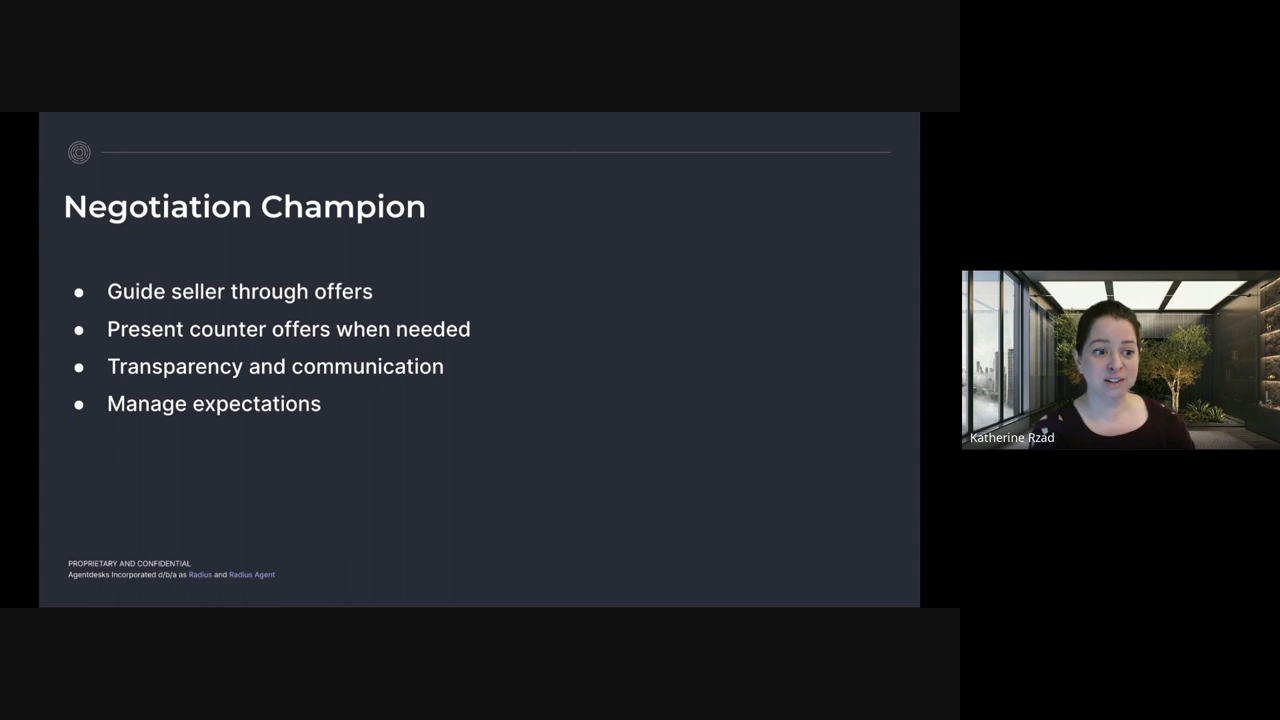 Negotiation Champion
● Guide seller through offers
● Present counter offers when needed
● Transparency and communication
● Manage expectations
PROPRIETARY AND CONFIDENTIAL
Agentdesks Incorporated d/b/a as Radius and Radius Agent
Katherine Rzad